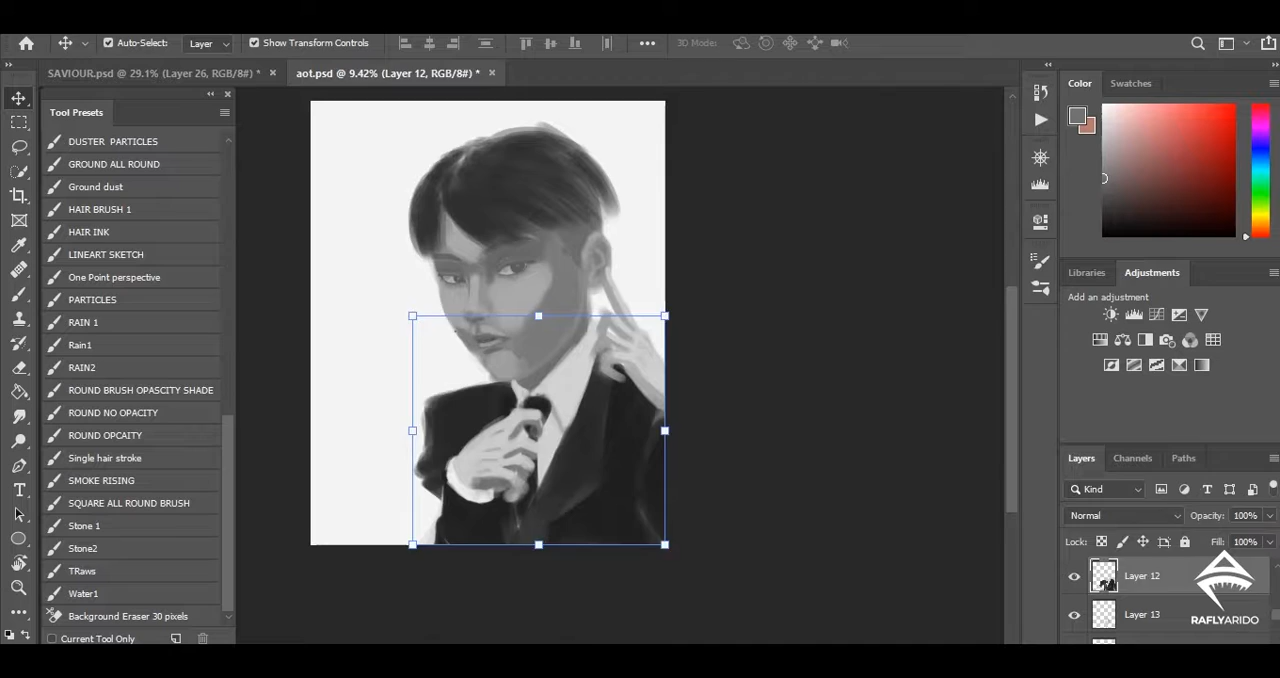 Auto-Select: Layer Show Transform Controls 3D Mode:
SAVIOUR.psd @ 29.1% (Layer 26, RGB/8#) * × aot.psd @ 9.42% (Layer 12, RGB/8#) * ×
Tool Presets
DUSTER PARTICLES
GROUND ALL ROUND
Ground dust
HAIR BRUSH 1
HAIR INK
LINEART SKETCH
One Point perspective
PARTICLES
RAIN 1
Rain1
RAIN2
ROUND BRUSH OPASCITY SHADE
ROUND NO OPACITY
ROUND OPCAITY
Single hair stroke
SMOKE RISING
SQUARE ALL ROUND BRUSH
Stone 1
Stone2
TRaws
Water1
Background Eraser 30 pixels
Current Tool Only
Color Swatches
Libraries Adjustments
Add an adjustment
Layers Channels Paths
Kind
Normal Opacity: 100%
Lock: Fill: 100%
Layer 12
Layer 13
RAFLYARIDO